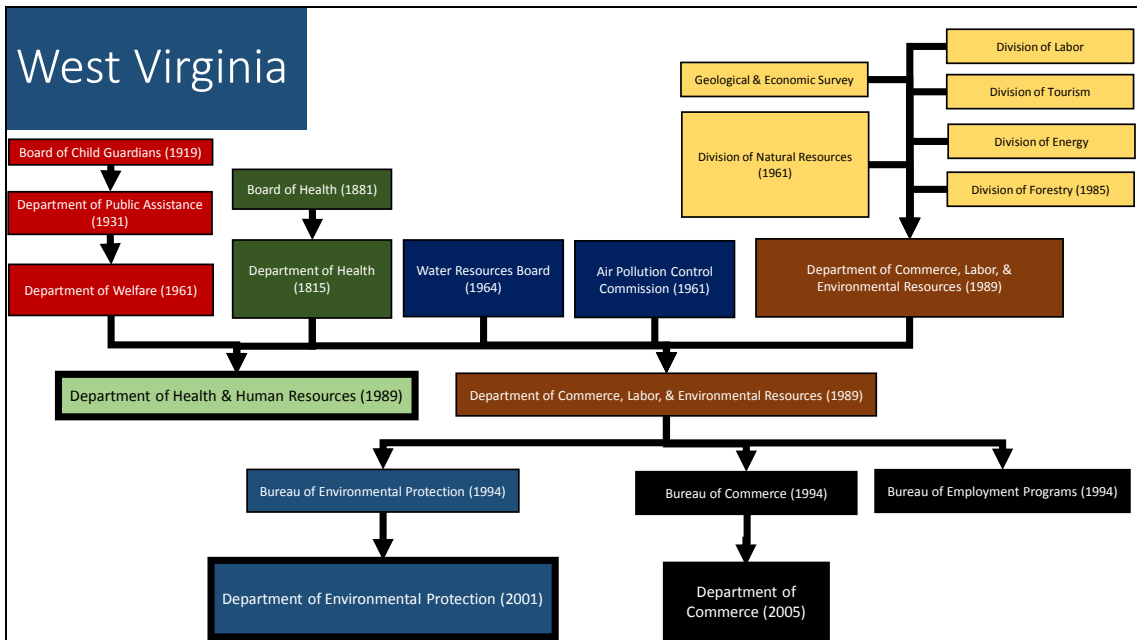 West Virginia
Division of Labor
Geological & Economic Survey
Division of Tourism
Division of Natural Resources
(1961)
Division of Energy
Division of Forestry (1985)
Board of Child Guardians (1919)
Department of Public Assistance
(1931)
Board of Health (1881)
Department of Welfare (1961)
Department of Health
(1815)
Water Resources Board
(1964)
Air Pollution Control
Commission (1961)
Department of Commerce, Labor, &
Environmental Resources (1989)
Department of Health & Human Resources (1989)
Department of Commerce, Labor, & Environmental Resources (1989)
Bureau of Environmental Protection (1994)
Bureau of Commerce (1994)
Bureau of Employment Programs (1994)
Department of Environmental Protection (2001)
Department of
Commerce (2005)